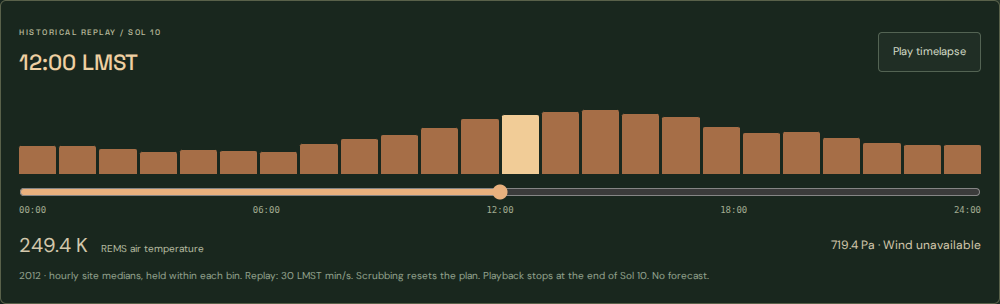 HISTORICAL REPLAY / SOL 10
12:00 LMST
Play timelapse
00:00 06:00 12:00 18:00 24:00
249.4 K REMS air temperature 719.4 Pa · Wind unavailable
2012 · hourly site medians, held within each bin. Replay: 30 LMST min/s. Scrubbing resets the plan. Playback stops at the end of Sol 10. No forecast.